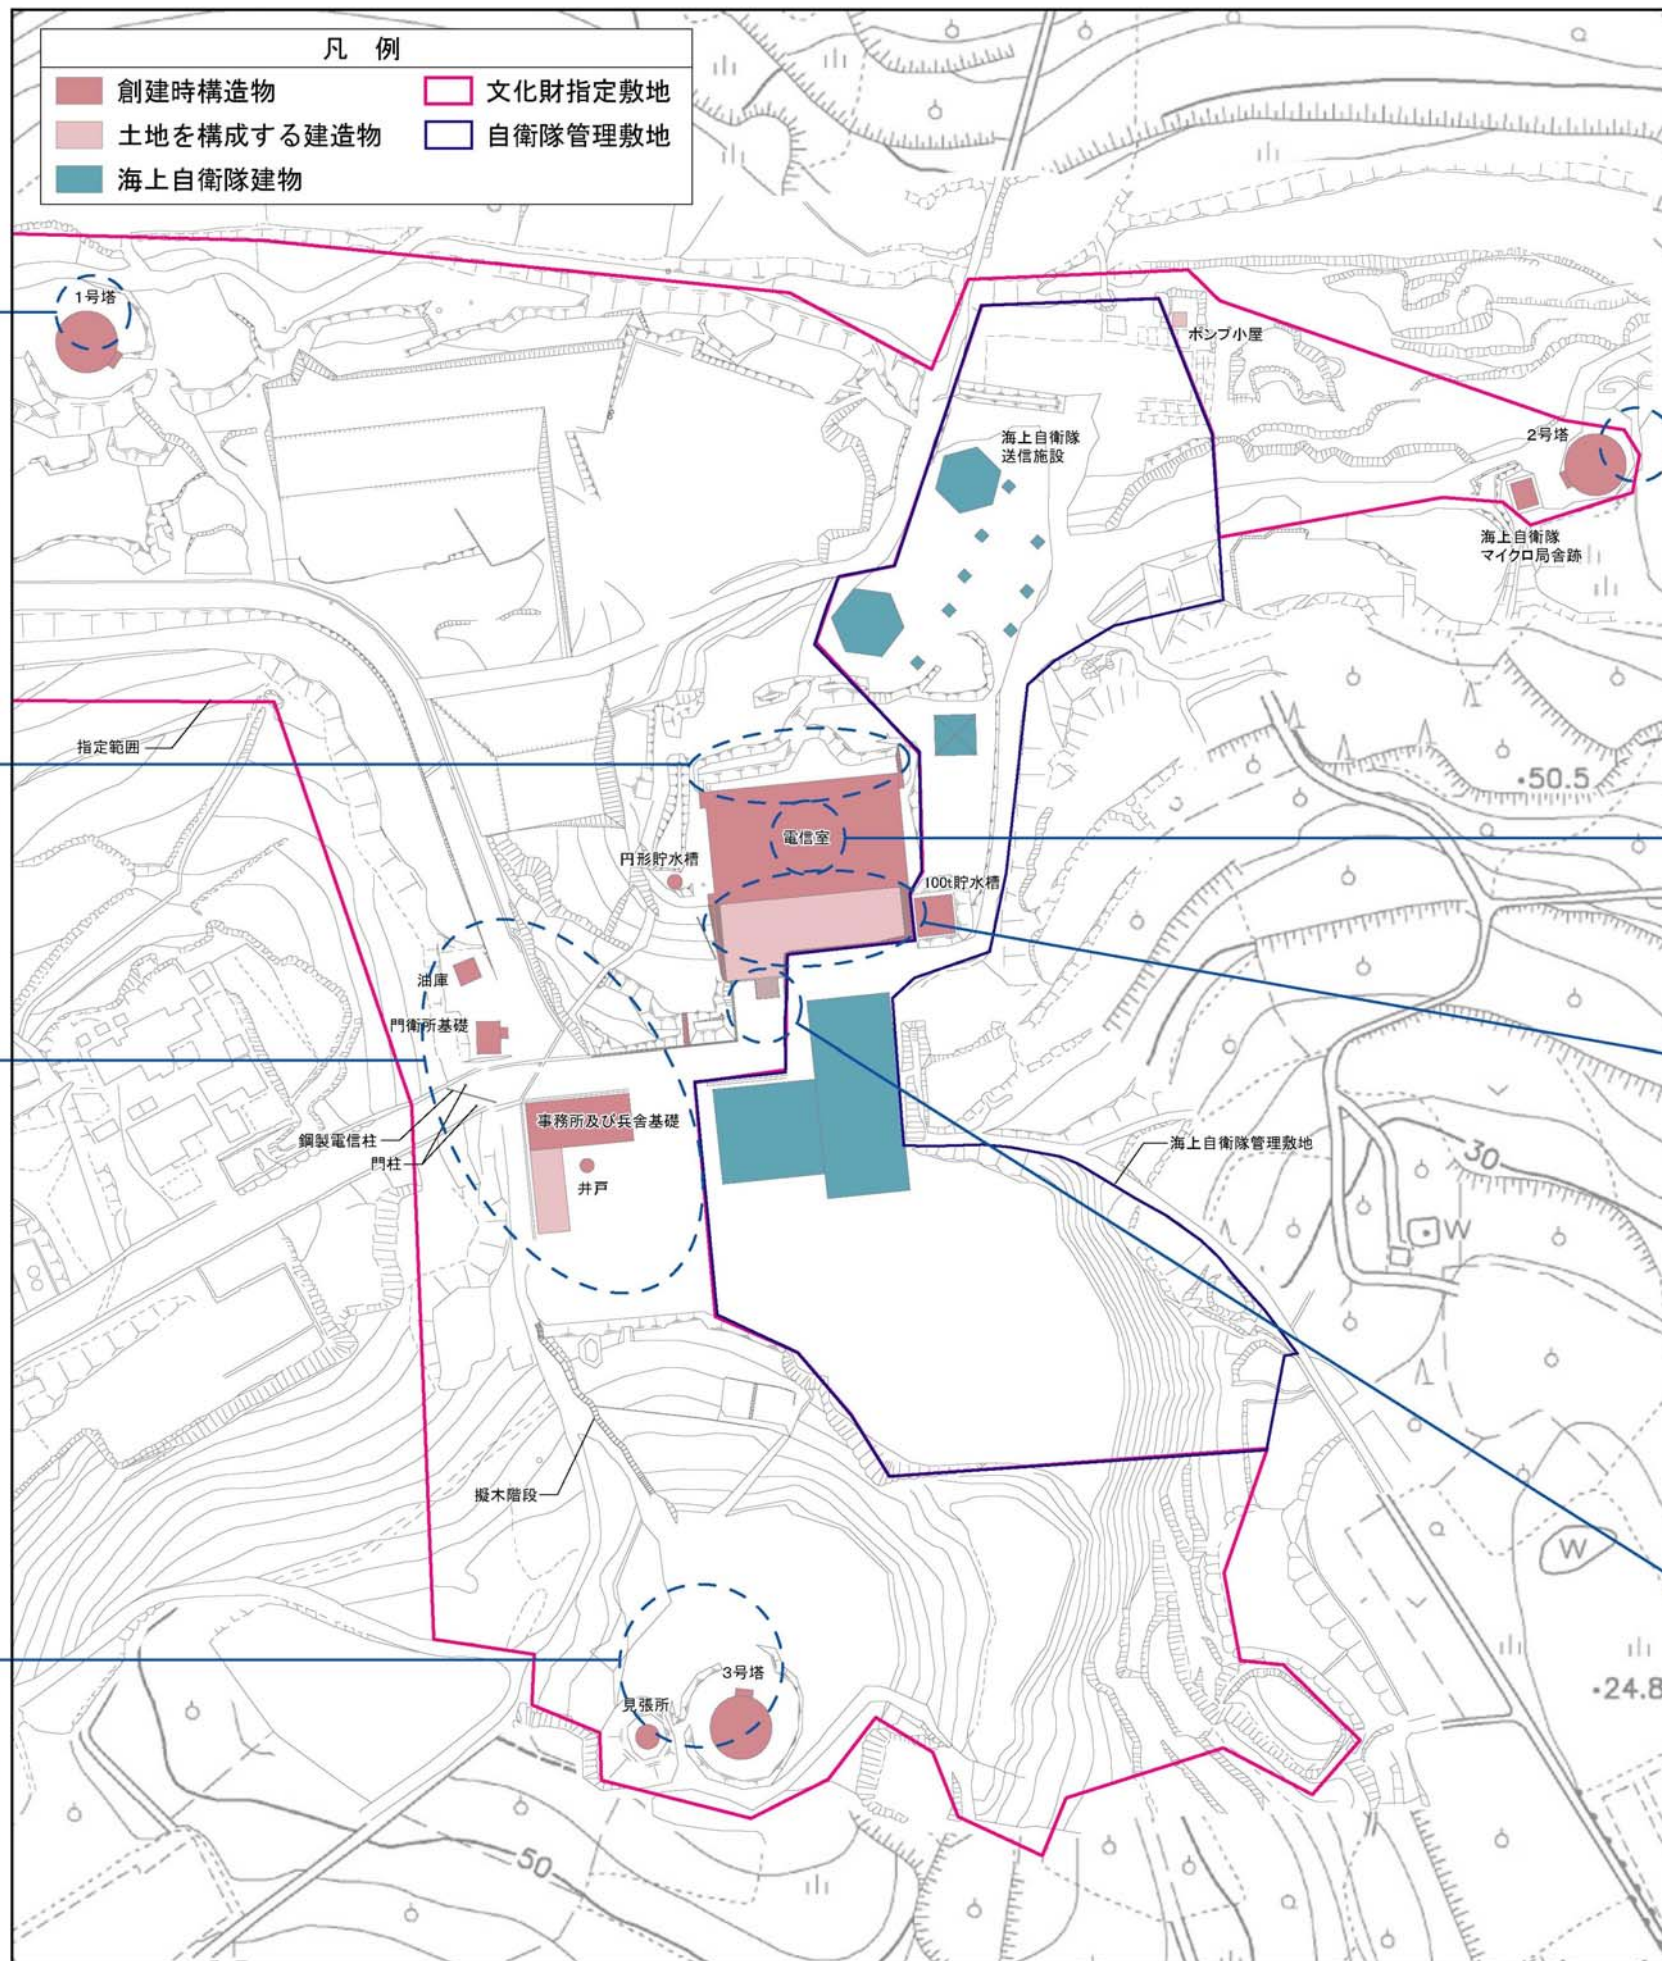 凡 例
創建時構造物
文化財指定敷地
土地を構成する建造物
自衛隊管理敷地
海上自衛隊建物
1号塔
ポンプ小屋
海上自衛隊
送信施設
2号塔
海上自衛隊
マイクロ局舎跡
指定範囲
・50.5
電信室
円形貯水槽
100t貯水槽
油庫
門衛所基礎
事務所及び兵舎基礎
鋼製電信柱
門柱
井戸
海上自衛隊管理敷地
30
W
擬木階段
W
3号塔
見張所
・24.8
50